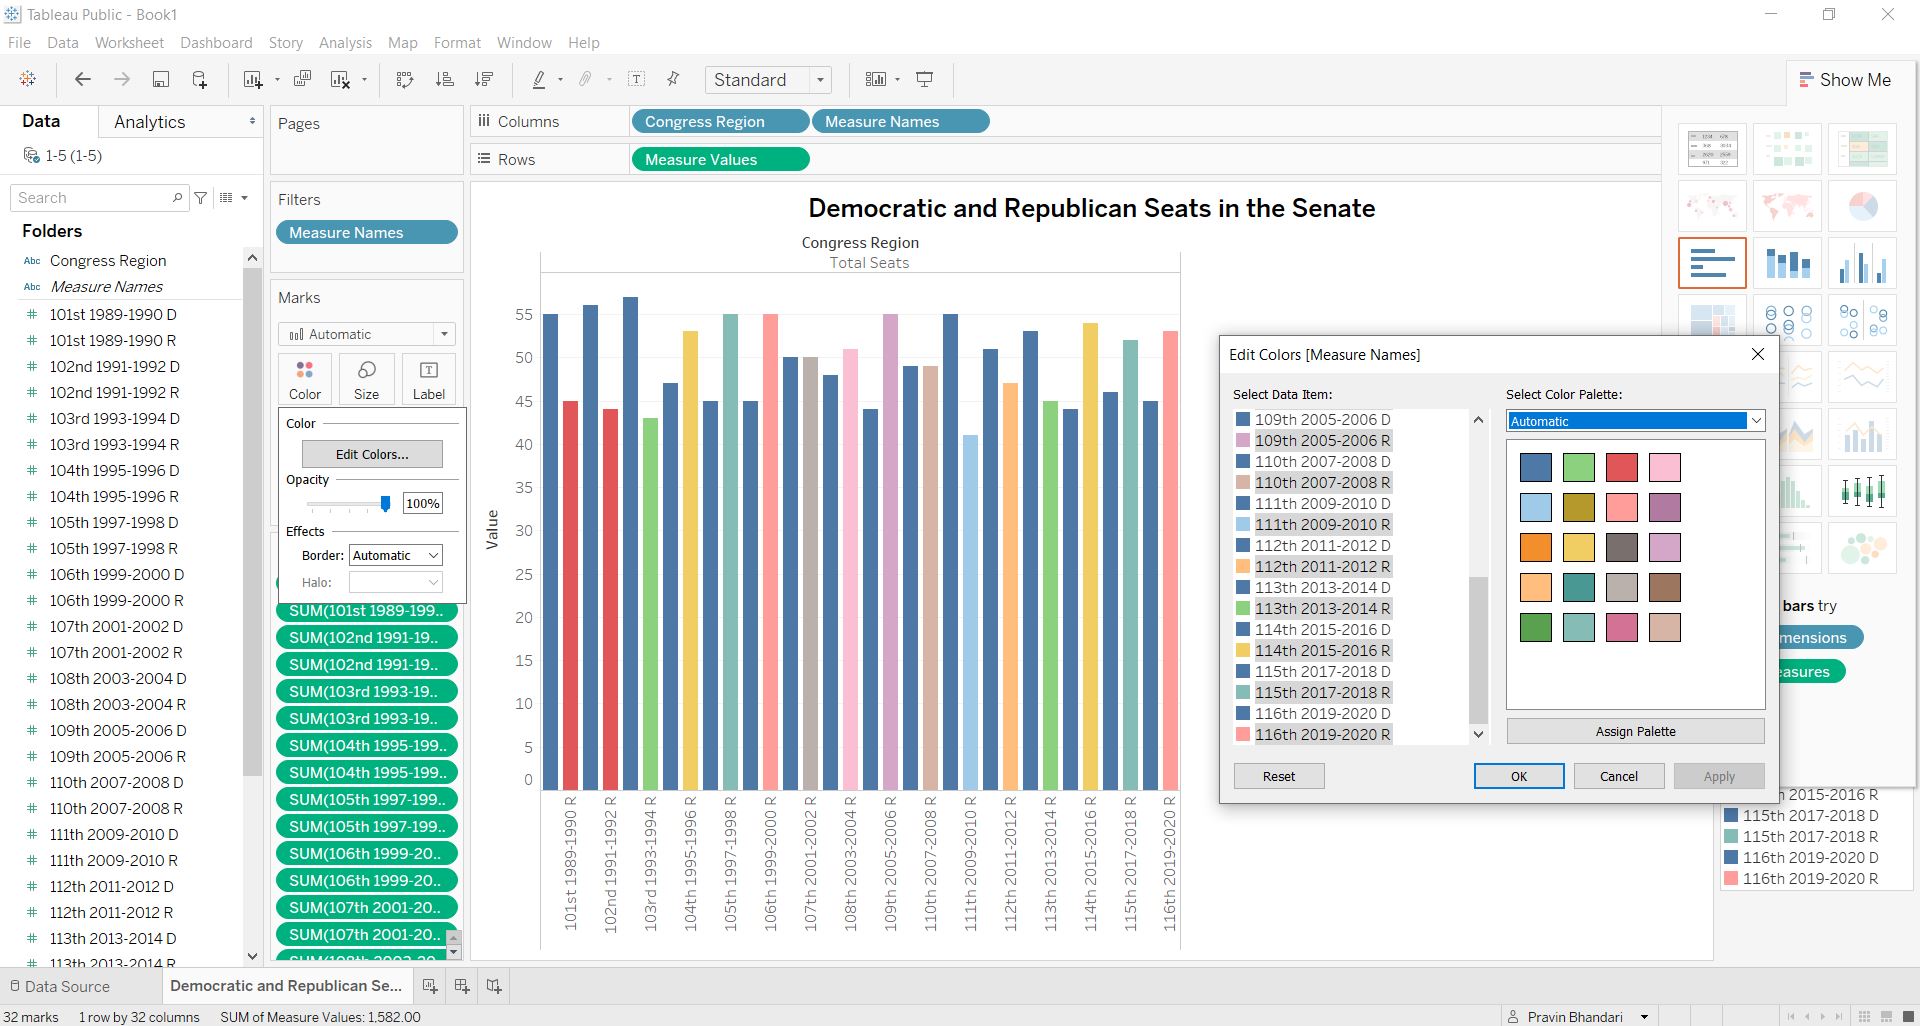 Tableau Public - Book1
File Data Worksheet Dashboard Story Analysis Map Format Window Help
Standard
Show Me
Data Analytics
1-5 (1-5)
Search
Folders
Abc Congress Region
Abc Measure Names
# 101st 1989-1990 D
# 101st 1989-1990 R
# 102nd 1991-1992 D
# 102nd 1991-1992 R
# 103rd 1993-1994 D
# 103rd 1993-1994 R
# 104th 1995-1996 D
# 104th 1995-1996 R
# 105th 1997-1998 D
# 105th 1997-1998 R
# 106th 1999-2000 D
# 106th 1999-2000 R
# 107th 2001-2002 D
# 107th 2001-2002 R
# 108th 2003-2004 D
# 108th 2003-2004 R
# 109th 2005-2006 D
# 109th 2005-2006 R
# 110th 2007-2008 D
# 110th 2007-2008 R
# 111th 2009-2010 D
# 111th 2009-2010 R
# 112th 2011-2012 D
# 112th 2011-2012 R
# 113th 2013-2014 D
# 113th 2013-2014 R
Pages
Filters
Measure Names
Marks
Automatic
Color Size Label
Color
Edit Colors...
Opacity
100%
Effects
Border: Automatic
Halo:
SUM(101st 1989-199..
SUM(102nd 1991-19..
SUM(102nd 1991-19..
SUM(103rd 1993-19..
SUM(103rd 1993-19..
SUM(104th 1995-199..
SUM(104th 1995-199..
SUM(105th 1997-199..
SUM(105th 1997-199..
SUM(106th 1999-20..
SUM(106th 1999-20..
SUM(107th 2001-20..
SUM(107th 2001-20..
SUM(108th 2003-20
Columns Congress Region Measure Names
Rows Measure Values
Democratic and Republican Seats in the Senate
Congress Region
Total Seats
Value
55
50
45
40
35
30
25
20
15
10
5
0
101st 1989-1990 R
102nd 1991-1992 R
103rd 1993-1994 R
104th 1995-1996 R
105th 1997-1998 R
106th 1999-2000 R
107th 2001-2002 R
108th 2003-2004 R
109th 2005-2006 R
110th 2007-2008 R
111th 2009-2010 R
112th 2011-2012 R
113th 2013-2014 R
114th 2015-2016 R
115th 2017-2018 R
116th 2019-2020 R
Edit Colors [Measure Names]
Select Data Item:
109th 2005-2006 D
109th 2005-2006 R
110th 2007-2008 D
110th 2007-2008 R
111th 2009-2010 D
111th 2009-2010 R
112th 2011-2012 D
112th 2011-2012 R
113th 2013-2014 D
113th 2013-2014 R
114th 2015-2016 D
114th 2015-2016 R
115th 2017-2018 D
115th 2017-2018 R
116th 2019-2020 D
116th 2019-2020 R
Select Color Palette:
Automatic
Assign Palette
Reset OK Cancel Apply
bars try
mensions
easures
2015-2016 R
115th 2017-2018 D
115th 2017-2018 R
116th 2019-2020 D
116th 2019-2020 R
Data Source Democratic and Republican Se...
32 marks 1 row by 32 columns SUM of Measure Values: 1,582.00
Pravin Bhandari